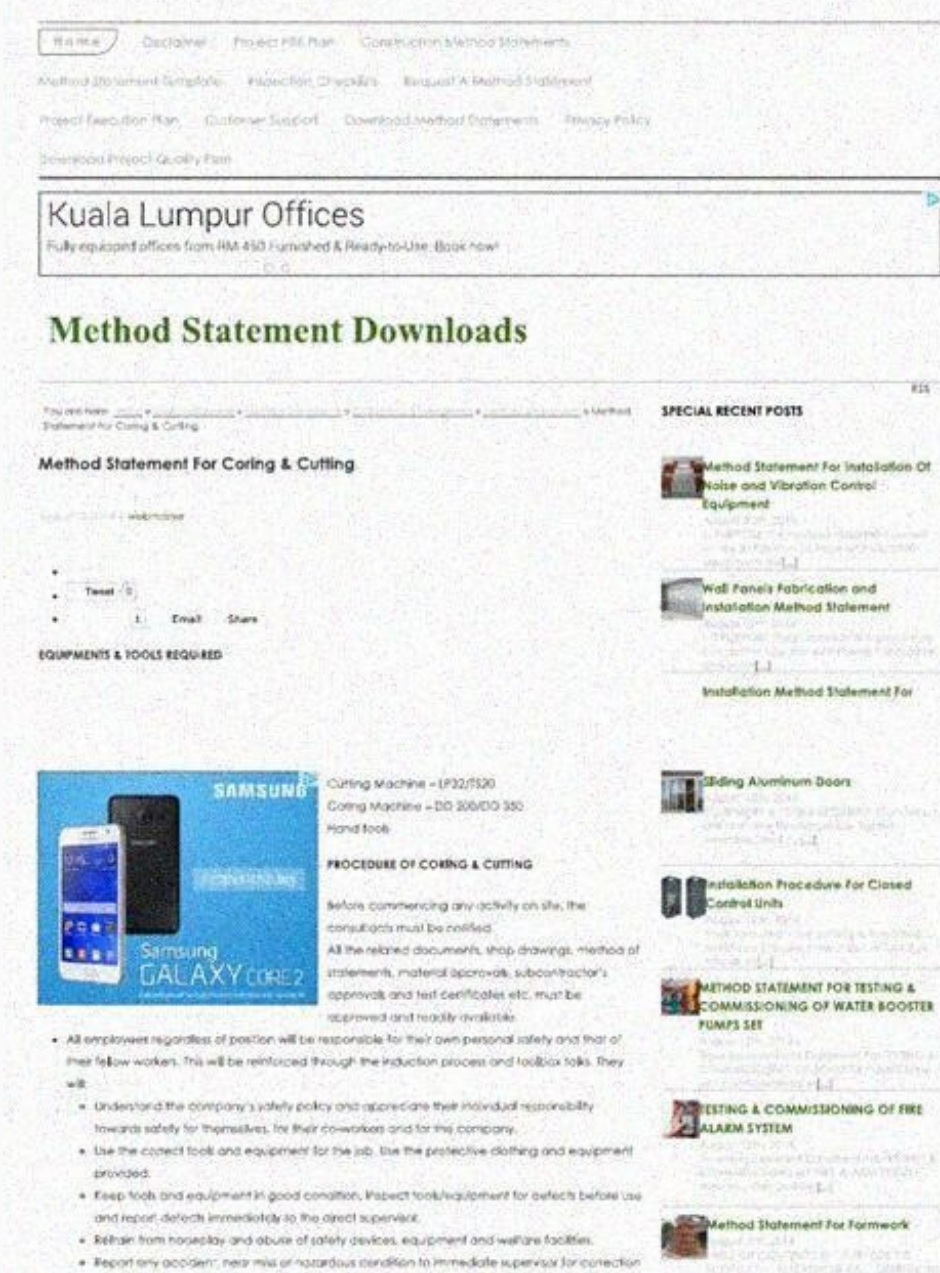 Home Disclaimer Project HSE Plan Construction Method Statements
Method Statement Template Inspection Checklists Request A Method Statement
Project Execution Plan Customer Support Download Method Statements Privacy Policy
Download Project Quality Plan
Kuala Lumpur Offices
Fully equipped offices from RM 450 Furnished & Ready-to-Use. Book now!
Method Statement Downloads
RSS
You are here: » Method
Statement For Coring & Cutting
Method Statement For Coring & Cutting
webmaster
Tweet 0
1 Email Share
EQUIPMENTS & TOOLS REQUIRED
SAMSUNG
Samsung
GALAXY CORE 2
Cutting Machine – LP32/TS20
Coring Machine – DD 200/DD 350
Hand tools
PROCEDURE OF CORING & CUTTING
Before commencing any activity on site, the
consultants must be notified.
All the related documents, shop drawings, method of
statements, material approvals, subcontractor's
approvals and test certificates etc. must be
approved and readily available.
All employees regardless of position will be responsible for their own personal safety and that of
their fellow workers. This will be reinforced through the induction process and toolbox talks. They
will:
Understand the company's safety policy and appreciate their individual responsibility
towards safety for themselves, for their co-workers and for the company.
Use the correct tools and equipment for the job. Use the protective clothing and equipment
provided.
Keep tools and equipment in good condition. Inspect tools/equipment for defects before use
and report defects immediately to the direct supervisor.
Refrain from horseplay and abuse of safety devices, equipment and welfare facilities.
Report any accident, near miss or hazardous condition to immediate supervisor for correction
SPECIAL RECENT POSTS
Method Statement For Installation Of
Noise and Vibration Control
Equipment
[...]
Wall Panels Fabrication and
Installation Method Statement
[...]
Installation Method Statement For
Sliding Aluminum Doors
[...]
Installation Procedure For Closed
Control Units
[...]
METHOD STATEMENT FOR TESTING &
COMMISSIONING OF WATER BOOSTER
PUMPS SET
[...]
TESTING & COMMISSIONING OF FIRE
ALARM SYSTEM
[...]
Method Statement For Formwork